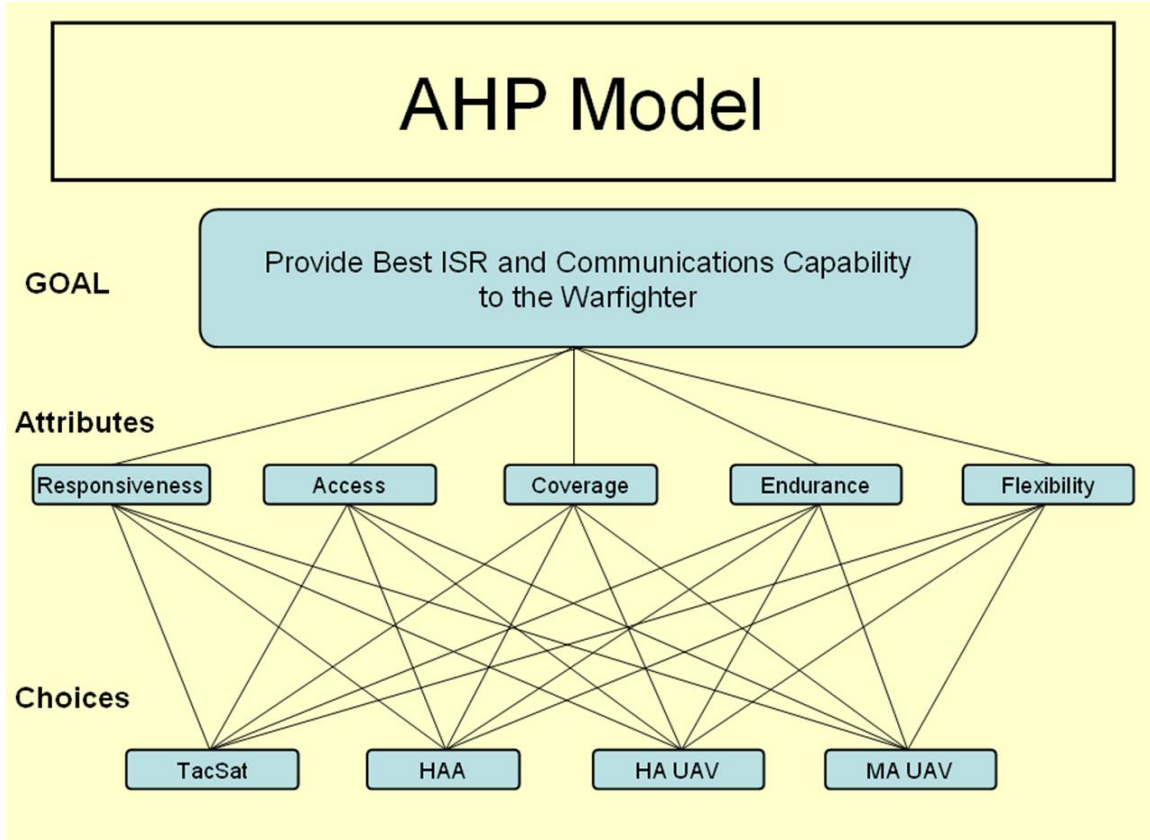 AHP Model
GOAL
Provide Best ISR and Communications Capability
to the Warfighter
Attributes
Responsiveness
Access
Coverage
Endurance
Flexibility
Choices
TacSat
HAA
HA UAV
MA UAV